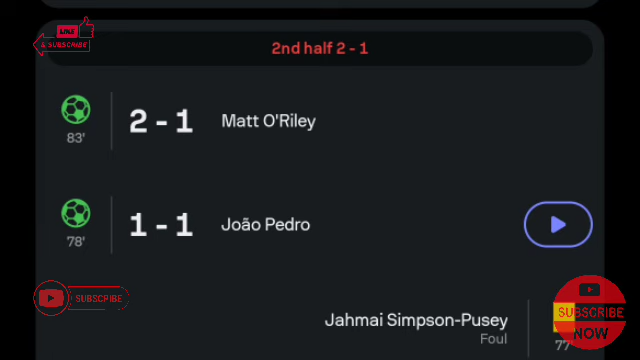 LIKE
& SUBSCRIBE
2nd half 2 - 1
83'
2 - 1
Matt O'Riley
78'
1 - 1
João Pedro
SUBSCRIBE
Jahmai Simpson-Pusey
Foul
77'
SUBSCRIBE
NOW